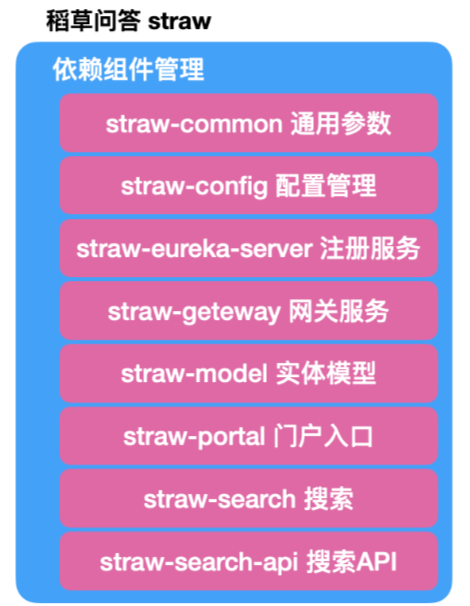 稻草问答 straw
依赖组件管理
straw-common 通用参数
straw-config 配置管理
straw-eureka-server 注册服务
straw-geteway 网关服务
straw-model 实体模型
straw-portal 门户入口
straw-search 搜索
straw-search-api 搜索API